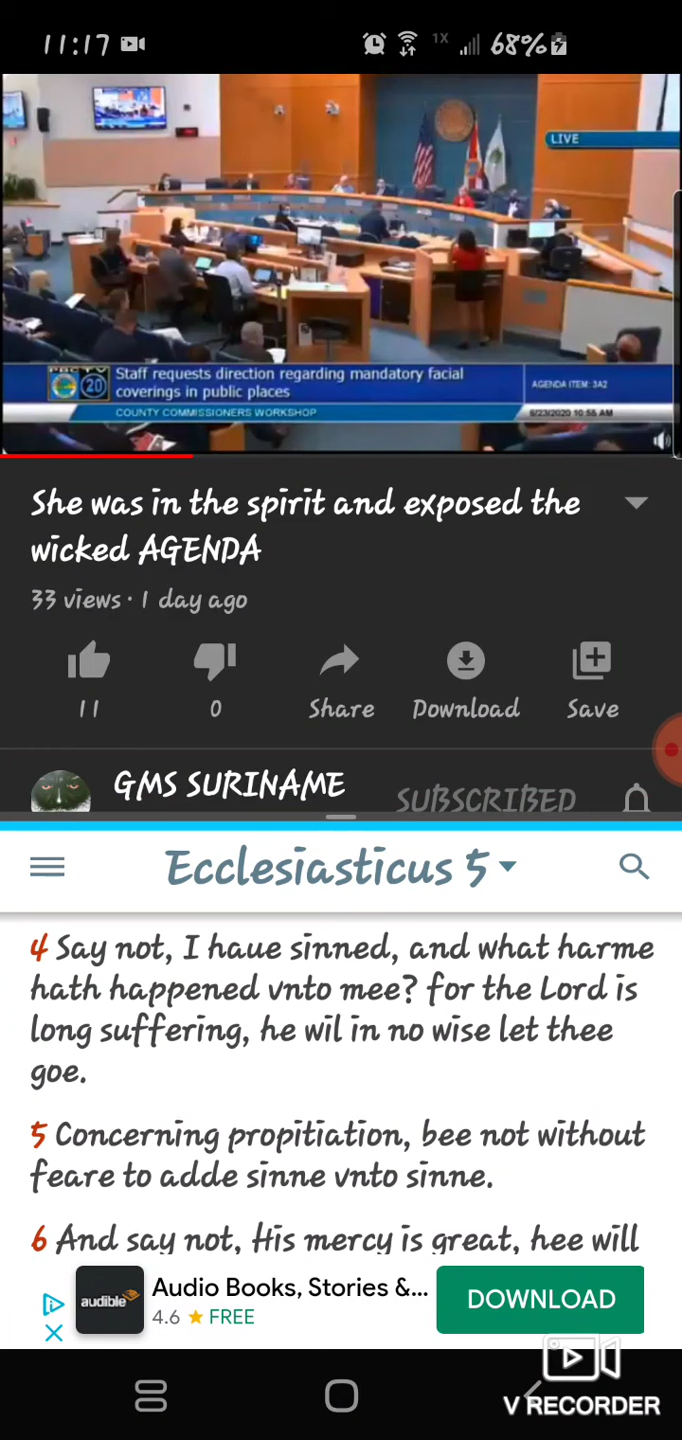 11:17
1X
68%
LIVE
PBC TV
20
Staff requests direction regarding mandatory facial
coverings in public places
AGENDA ITEM: 3A2
COUNTY COMMISSIONERS WORKSHOP
6/23/2020 10:55 AM
She was in the spirit and exposed the
wicked AGENDA
33 views · 1 day ago
11
0
Share
Download
Save
GMS SURINAME
SUBSCRIBED
Ecclesiasticus 5
4 Say not, I haue sinned, and what harme
hath happened vnto mee? for the Lord is
long suffering, he wil in no wise let thee
goe.
5 Concerning propitiation, bee not without
feare to adde sinne vnto sinne.
6 And say not, His mercy is great, hee will
audible
Audio Books, Stories &...
4.6 ★ FREE
DOWNLOAD
V RECORDER